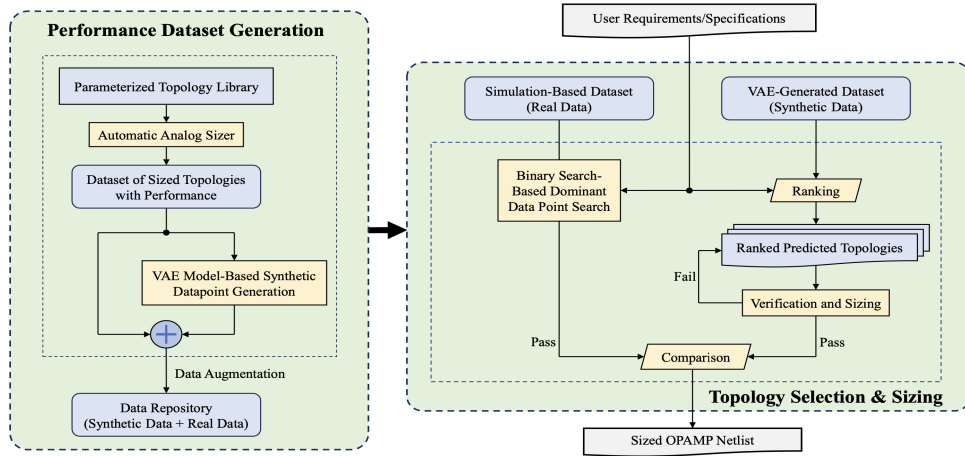 Performance Dataset Generation
Parameterized Topology Library
Automatic Analog Sizer
Dataset of Sized Topologies
with Performance
VAE Model-Based Synthetic
Datapoint Generation
Data Augmentation
Data Repository
(Synthetic Data + Real Data)
User Requirements/Specifications
Simulation-Based Dataset
(Real Data)
VAE-Generated Dataset
(Synthetic Data)
Binary Search-
Based Dominant
Data Point Search
Ranking
Ranked Predicted Topologies
Fail
Verification and Sizing
Pass
Pass
Comparison
Topology Selection & Sizing
Sized OPAMP Netlist